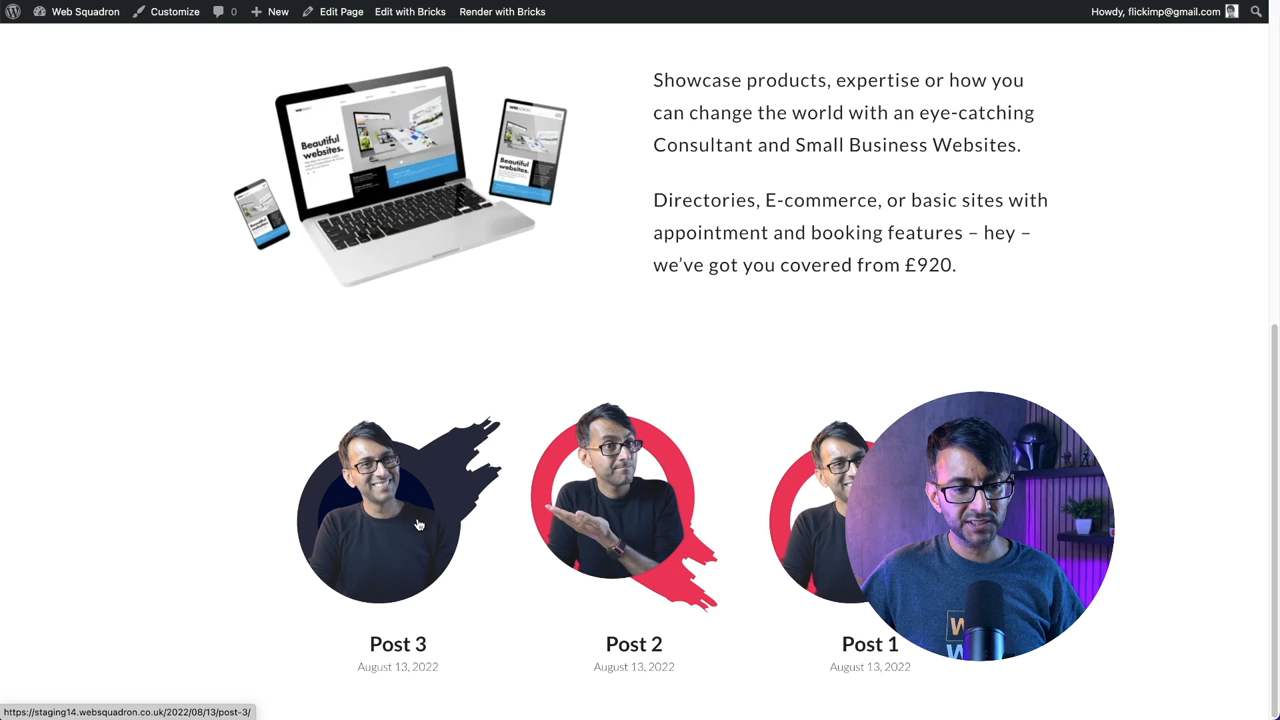 Web Squadron Customize 0 New Edit Page Edit with Bricks Render with Bricks Howdy, flickimp@gmail.com
Showcase products, expertise or how you
can change the world with an eye-catching
Consultant and Small Business Websites.
Directories, E-commerce, or basic sites with
appointment and booking features – hey –
we've got you covered from £920.
Beautiful
websites.
Beautiful
websites.
Post 3
August 13, 2022
Post 2
August 13, 2022
Post 1
August 13, 2022
https://staging14.websquadron.co.uk/2022/08/13/post-3/